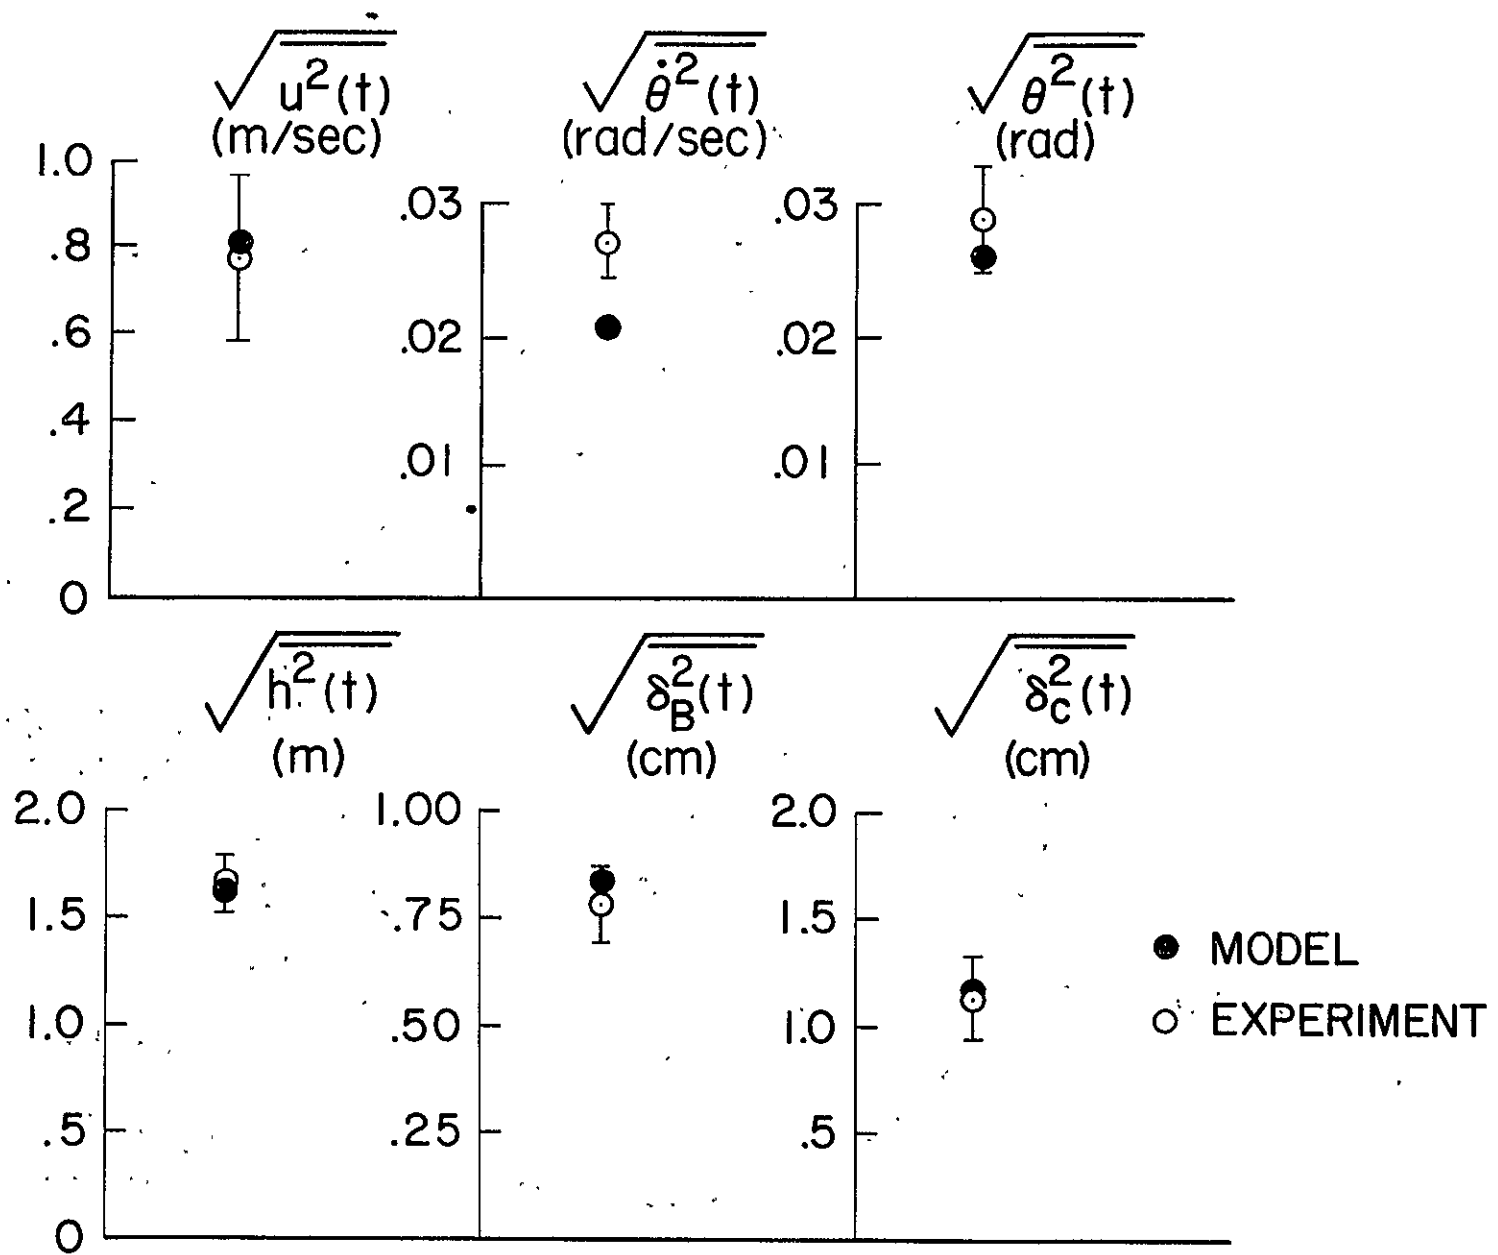 √u²(t)
(m/sec)
1.0
.8
.6
.4
.2
0
√θ̇²(t)
(rad/sec)
.03
.02
.01
√θ²(t)
(rad)
.03
.02
.01
√h²(t)
(m)
2.0
1.5
1.0
.5
0
√δ_B²(t)
(cm)
1.00
.75
.50
.25
√δ_C²(t)
(cm)
2.0
1.5
1.0
.5
● MODEL
○ EXPERIMENT